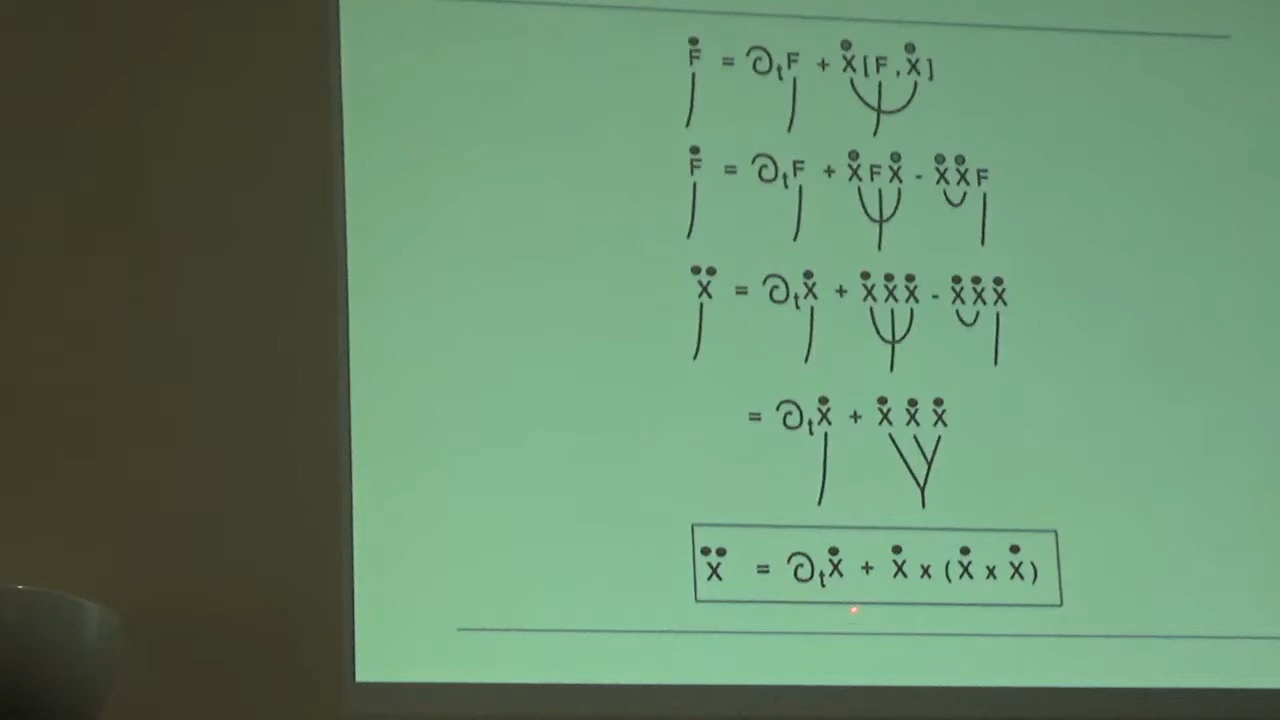 Ḟ = ∂ₜF + Ẋ[F,Ẋ]
Ḟ = ∂ₜF + ẊFẊ - ẊẊF
Ẍ = ∂ₜẊ + ẊẊẊ - ẊẊẊ
= ∂ₜẊ + ẊẊẊ
Ẍ = ∂ₜẊ + Ẋ x (Ẋ x Ẋ)